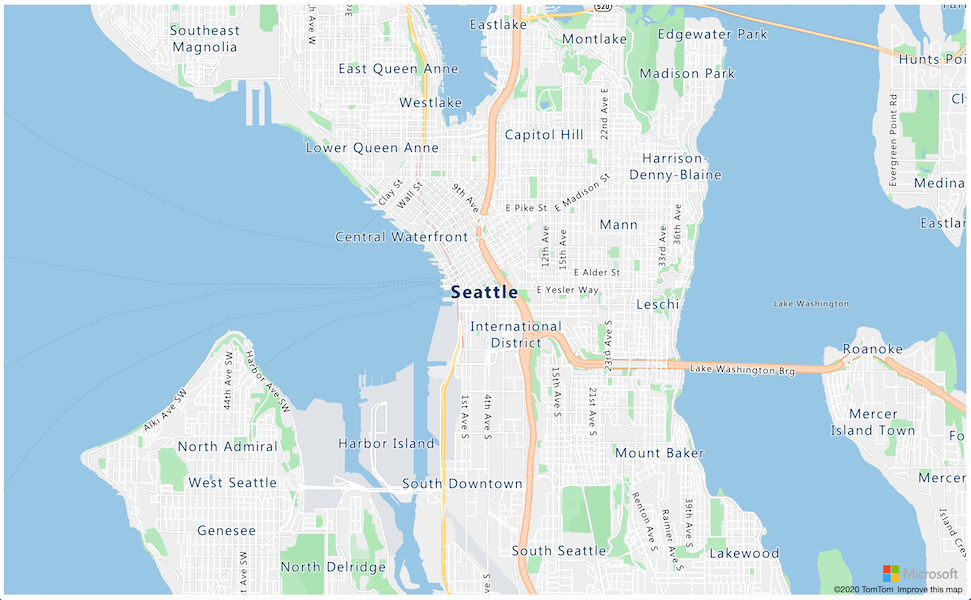 520
Eastlake
Edgewater Park
Southeast
Magnolia
Montlake
Hunts Poi
East Queen Anne
Madison Park
Westlake
22nd Ave E
Evergreen Point Rd
Capitol Hill
Lower Queen Anne
Harrison-
Denny-Blaine
Clay St
Wall St
9th Ave
E Madison St
Medina
E Pike St
Mann
36th Ave
33rd Ave
Eastlan
Central Waterfront
12th Ave
15th Ave
E Alder St
Seattle
E Yesler Way
Leschi
Lake Washington
International
District
23rd Ave S
Roanoke
Harbor Ave SW
44th Ave SW
Alki Ave SW
Lake Washington Brg
1st Ave S
4th Ave S
15th Ave S
21st Ave S
Mercer
Island Town
North Admiral
Harbor Island
Fo
Mount Baker
West Seattle
South Downtown
Mercer
Genesee
Renton Ave S
Rainier Ave S
39th Ave S
Island Cres
South Seattle
Lakewood
North Delridge
Microsoft
©2020 TomTom Improve this map